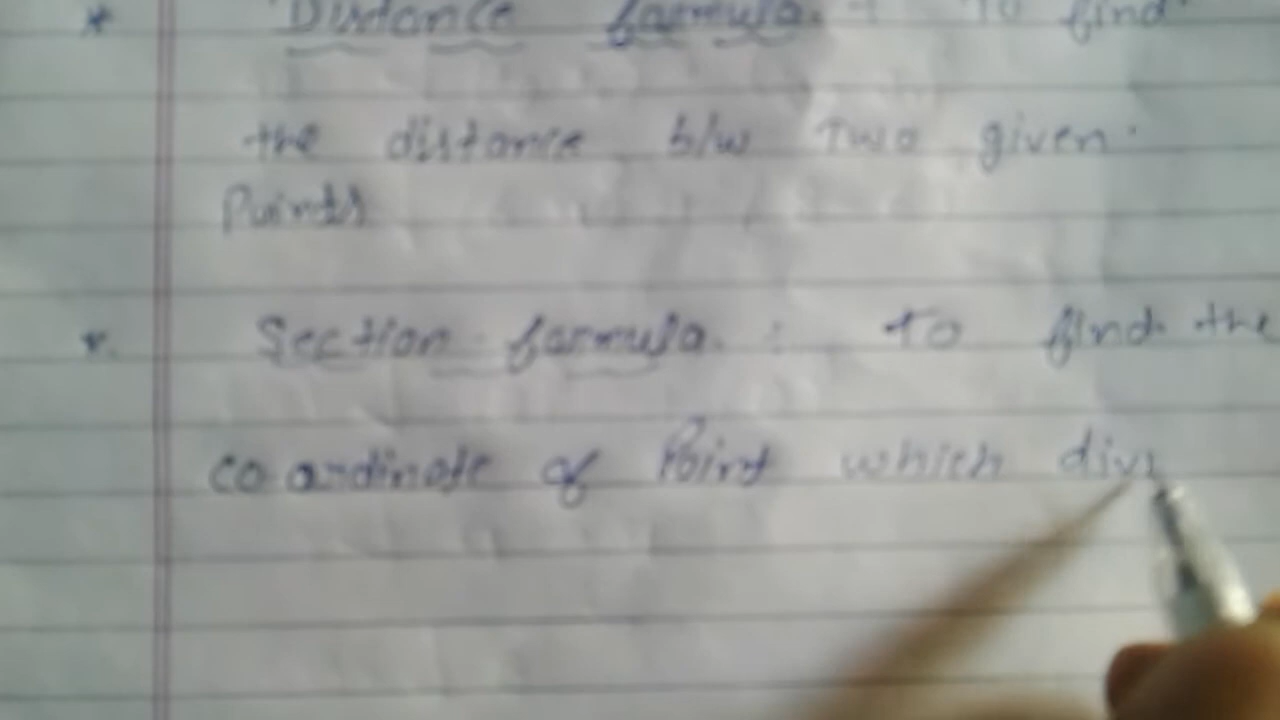 * Distance formula :- To find
the distance b/w Two given
Points
* Section formula : To find the
co ordinate of Point which divi